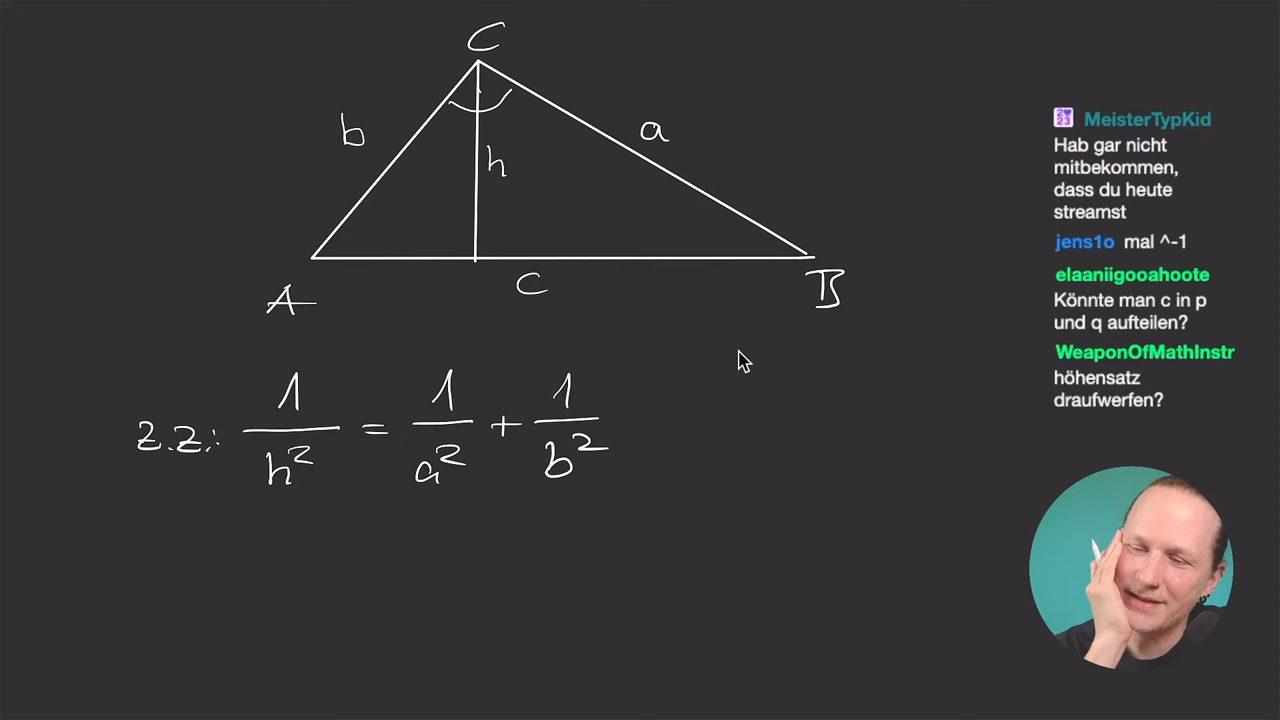 C
b
a
h
A
c
B
z.z.: 1/h² = 1/a² + 1/b²
MeisterTypKid
Hab gar nicht
mitbekommen,
dass du heute
streamst
jens1o mal ^-1
elaaniigooahoote
Könnte man c in p
und q aufteilen?
WeaponOfMathInstr
höhensatz
draufwerfen?